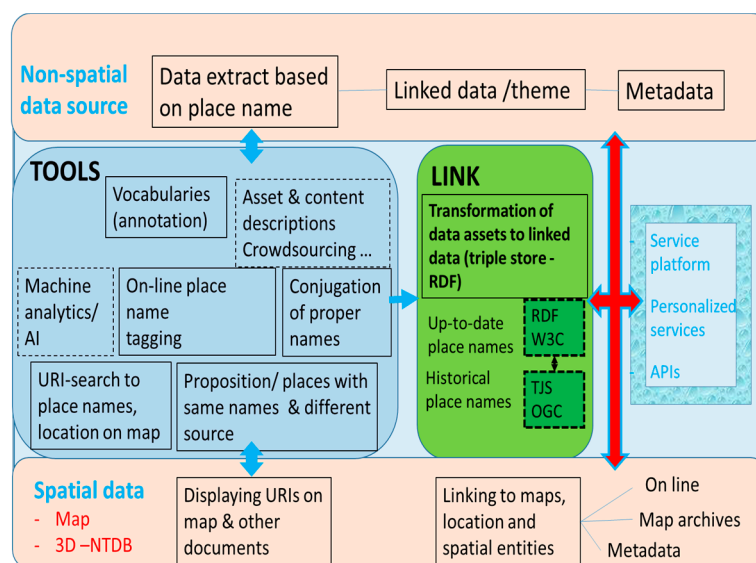 Non-spatial
data source
Data extract based
on place name
Linked data /theme
Metadata
TOOLS
Vocabularies
(annotation)
Asset & content
descriptions
Crowdsourcing ...
Machine
analytics/
AI
On-line place
name
tagging
Conjugation
of proper
names
URI-search to
place names,
location on map
Proposition/ places with
same names & different
source
LINK
Transformation of
data assets to linked
data (triple store -
RDF)
Up-to-date
place names
RDF
W3C
Historical
place names
TJS
OGC
- Service
platform
- Personalized
services
- APIs
Spatial data
- Map
- 3D –NTDB
Displaying URIs on
map & other
documents
Linking to maps,
location and
spatial entities
On line
Map archives
Metadata